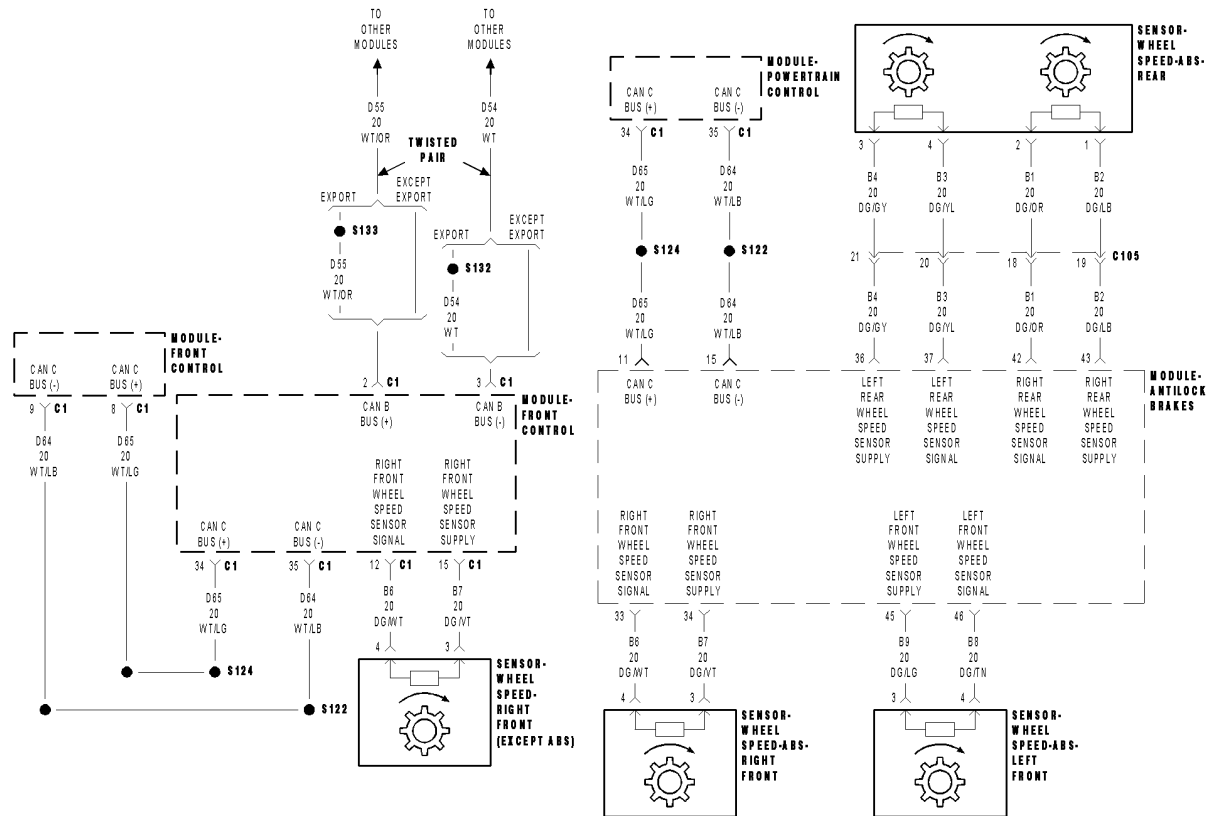 TO
OTHER
MODULES
D55
20
WT/OR
TO
OTHER
MODULES
D54
20
WT
TWISTED
PAIR
EXPORT
EXCEPT
EXPORT
S133
D55
20
WT/OR
EXPORT
EXCEPT
EXPORT
S132
D54
20
WT
2 C1
3 C1
MODULE-
FRONT
CONTROL
CAN C
BUS (-)
CAN C
BUS (+)
9 C1
8 C1
D64
20
WT/LB
D65
20
WT/LG
MODULE-
FRONT
CONTROL
CAN B
BUS (+)
CAN B
BUS (-)
CAN C
BUS (+)
CAN C
BUS (-)
RIGHT
FRONT
WHEEL
SPEED
SENSOR
SIGNAL
RIGHT
FRONT
WHEEL
SPEED
SENSOR
SUPPLY
34 C1
35 C1
12 C1
15 C1
D65
20
WT/LG
D64
20
WT/LB
B6
20
DG/WT
B7
20
DG/VT
4
3
S124
S122
SENSOR-
WHEEL
SPEED-
RIGHT
FRONT
(EXCEPT ABS)
MODULE-
POWERTRAIN
CONTROL
CAN C
BUS (+)
CAN C
BUS (-)
34 C1
35 C1
D65
20
WT/LG
D64
20
WT/LB
S124
S122
D65
20
WT/LG
D64
20
WT/LB
11
15
SENSOR-
WHEEL
SPEED-ABS-
REAR
3
4
2
1
B4
20
DG/GY
B3
20
DG/YL
B1
20
DG/OR
B2
20
DG/LB
21
20
18
19
C105
B4
20
DG/GY
B3
20
DG/YL
B1
20
DG/OR
B2
20
DG/LB
36
37
42
43
MODULE-
ANTILOCK
BRAKES
CAN C
BUS (+)
CAN C
BUS (-)
LEFT
REAR
WHEEL
SPEED
SENSOR
SUPPLY
LEFT
REAR
WHEEL
SPEED
SENSOR
SIGNAL
RIGHT
REAR
WHEEL
SPEED
SENSOR
SIGNAL
RIGHT
REAR
WHEEL
SPEED
SENSOR
SUPPLY
RIGHT
FRONT
WHEEL
SPEED
SENSOR
SIGNAL
RIGHT
FRONT
WHEEL
SPEED
SENSOR
SUPPLY
LEFT
FRONT
WHEEL
SPEED
SENSOR
SUPPLY
LEFT
FRONT
WHEEL
SPEED
SENSOR
SIGNAL
33
34
45
46
B6
20
DG/WT
B7
20
DG/VT
B9
20
DG/LG
B8
20
DG/TN
4
3
3
4
SENSOR-
WHEEL
SPEED-ABS-
RIGHT
FRONT
SENSOR-
WHEEL
SPEED-ABS-
LEFT
FRONT